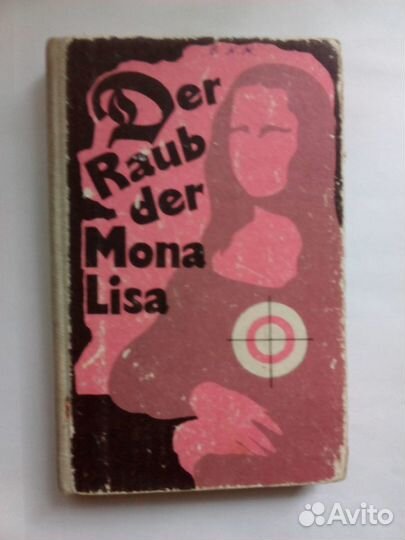 Der
Raub
der
Mona
Lisa
Avito